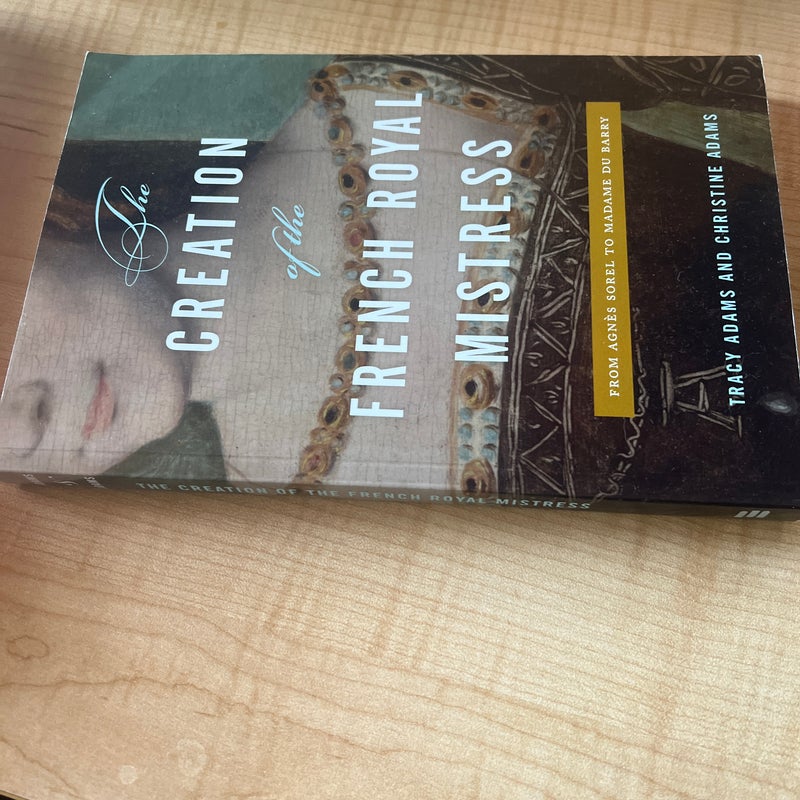 The
CREATION
of the
FRENCH ROYAL
MISTRESS
FROM AGNÈS SOREL TO MADAME DU BARRY
TRACY ADAMS AND CHRISTINE ADAMS
THE CREATION OF THE FRENCH ROYAL MISTRESS